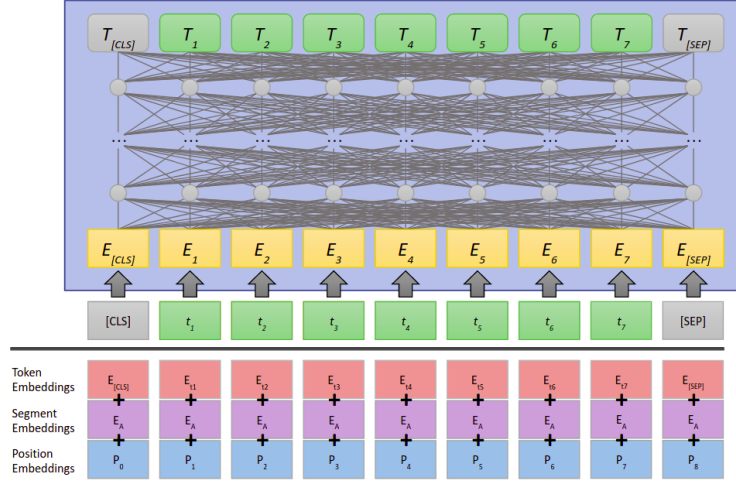 T[CLS] T1 T2 T3 T4 T5 T6 T7 T[SEP]
... ... ... ... ... ... ... ... ...
E[CLS] E1 E2 E3 E4 E5 E6 E7 E[SEP]
[CLS] t1 t2 t3 t4 t5 t6 t7 [SEP]
Token
Embeddings
E[CLS] Et1 Et2 Et3 Et4 Et5 Et6 Et7 E[SEP]
+ + + + + + + + +
Segment
Embeddings
EA EA EA EA EA EA EA EA EA
+ + + + + + + + +
Position
Embeddings
P0 P1 P2 P3 P4 P5 P6 P7 P8